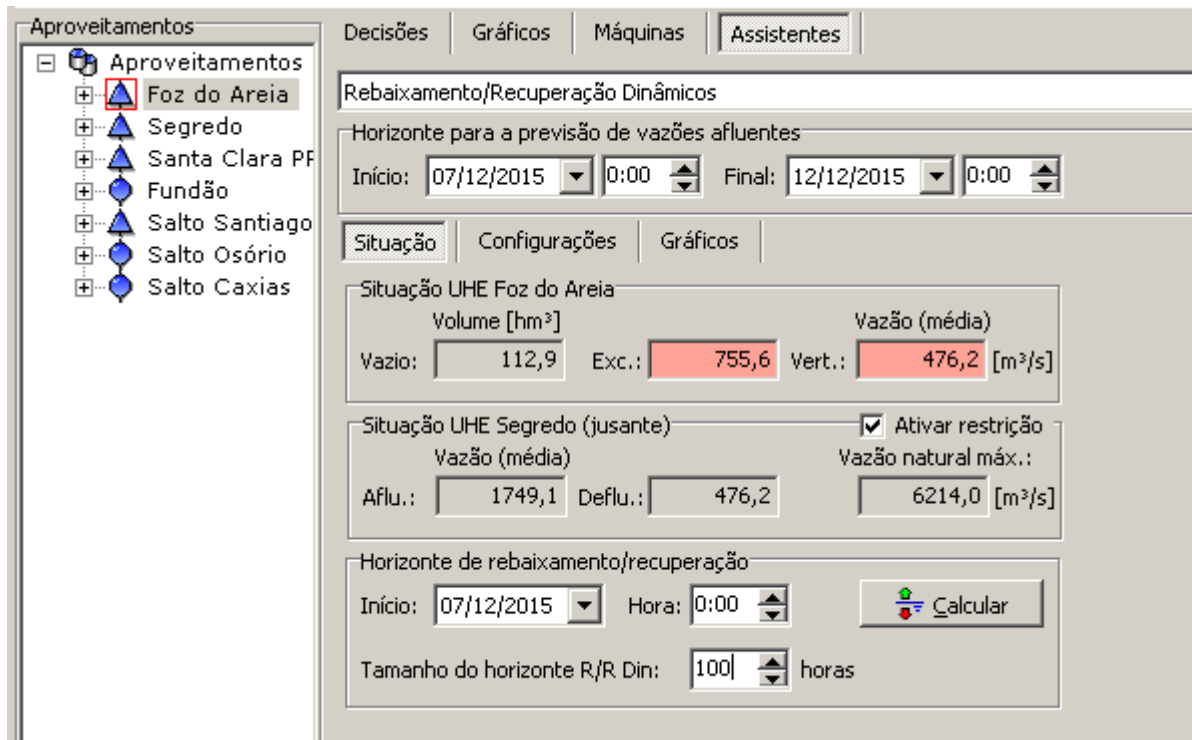 Aproveitamentos
Aproveitamentos
Foz do Areia
Segredo
Santa Clara PR
Fundão
Salto Santiago
Salto Osório
Salto Caxias
Decisões Gráficos Máquinas Assistentes
Rebaixamento/Recuperação Dinâmicos
Horizonte para a previsão de vazões afluentes
Início: 07/12/2015 0:00 Final: 12/12/2015 0:00
Situação Configurações Gráficos
Situação UHE Foz do Areia
Volume [hm³] Vazão (média)
Vazio: 112,9 Exc.: 755,6 Vert.: 476,2 [m³/s]
Situação UHE Segredo (jusante) Ativar restrição
Vazão (média) Vazão natural máx.:
Aflu.: 1749,1 Deflu.: 476,2 6214,0 [m³/s]
Horizonte de rebaixamento/recuperação
Início: 07/12/2015 Hora: 0:00 Calcular
Tamanho do horizonte R/R Din: 100 horas